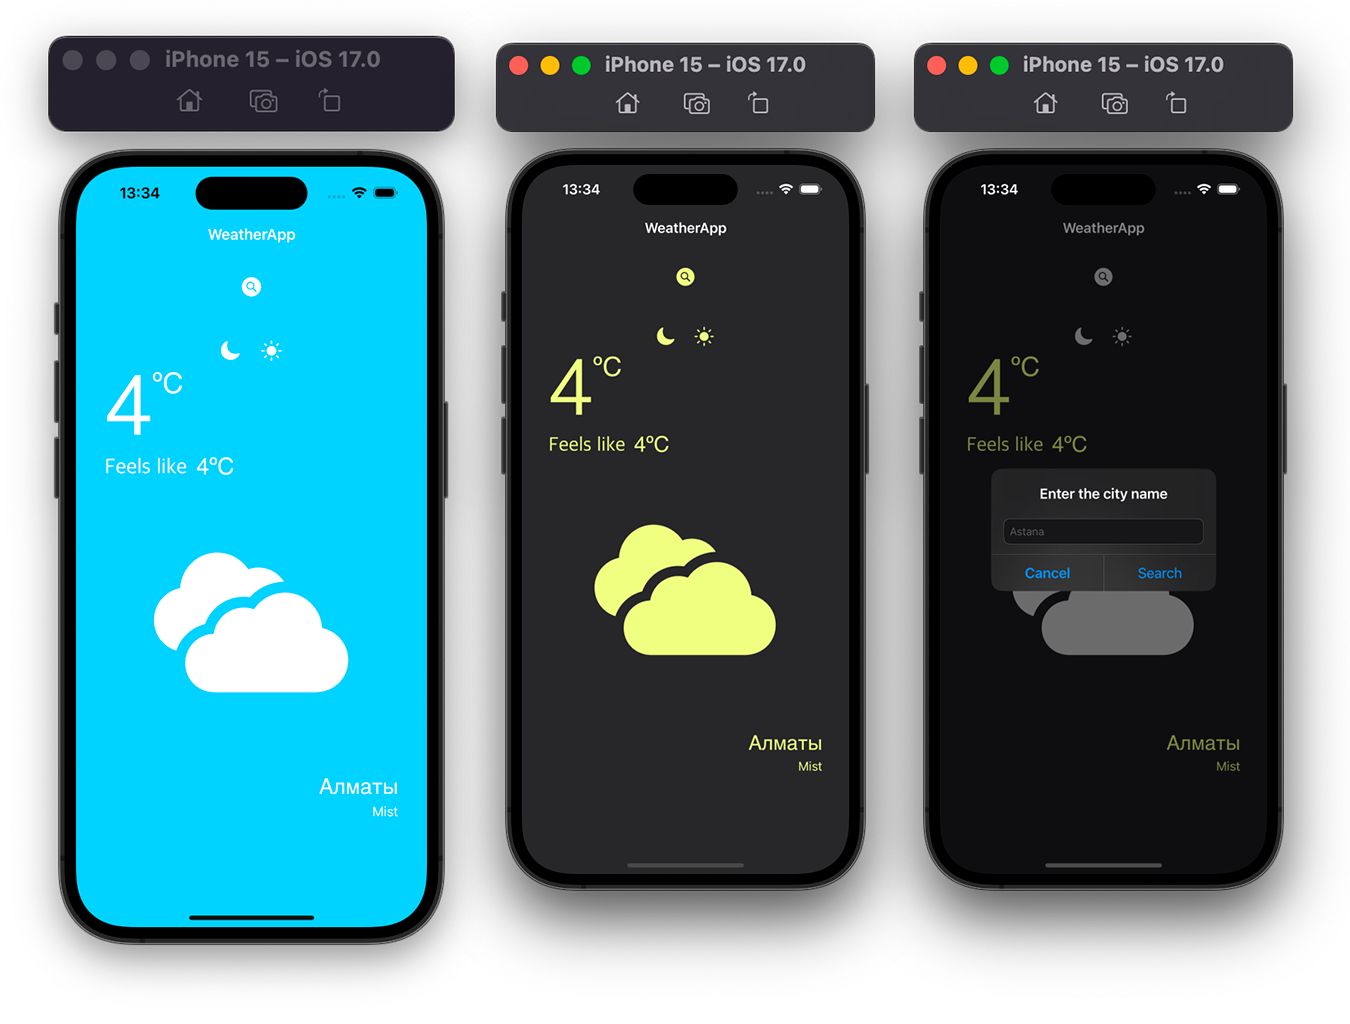 iPhone 15 – iOS 17.0
13:34
WeatherApp
4°C
Feels like 4°C
Алматы
Mist
iPhone 15 – iOS 17.0
13:34
WeatherApp
4°C
Feels like 4°C
Алматы
Mist
iPhone 15 – iOS 17.0
13:34
WeatherApp
4°C
Feels like 4°C
Enter the city name
Astana
Cancel Search
Алматы
Mist